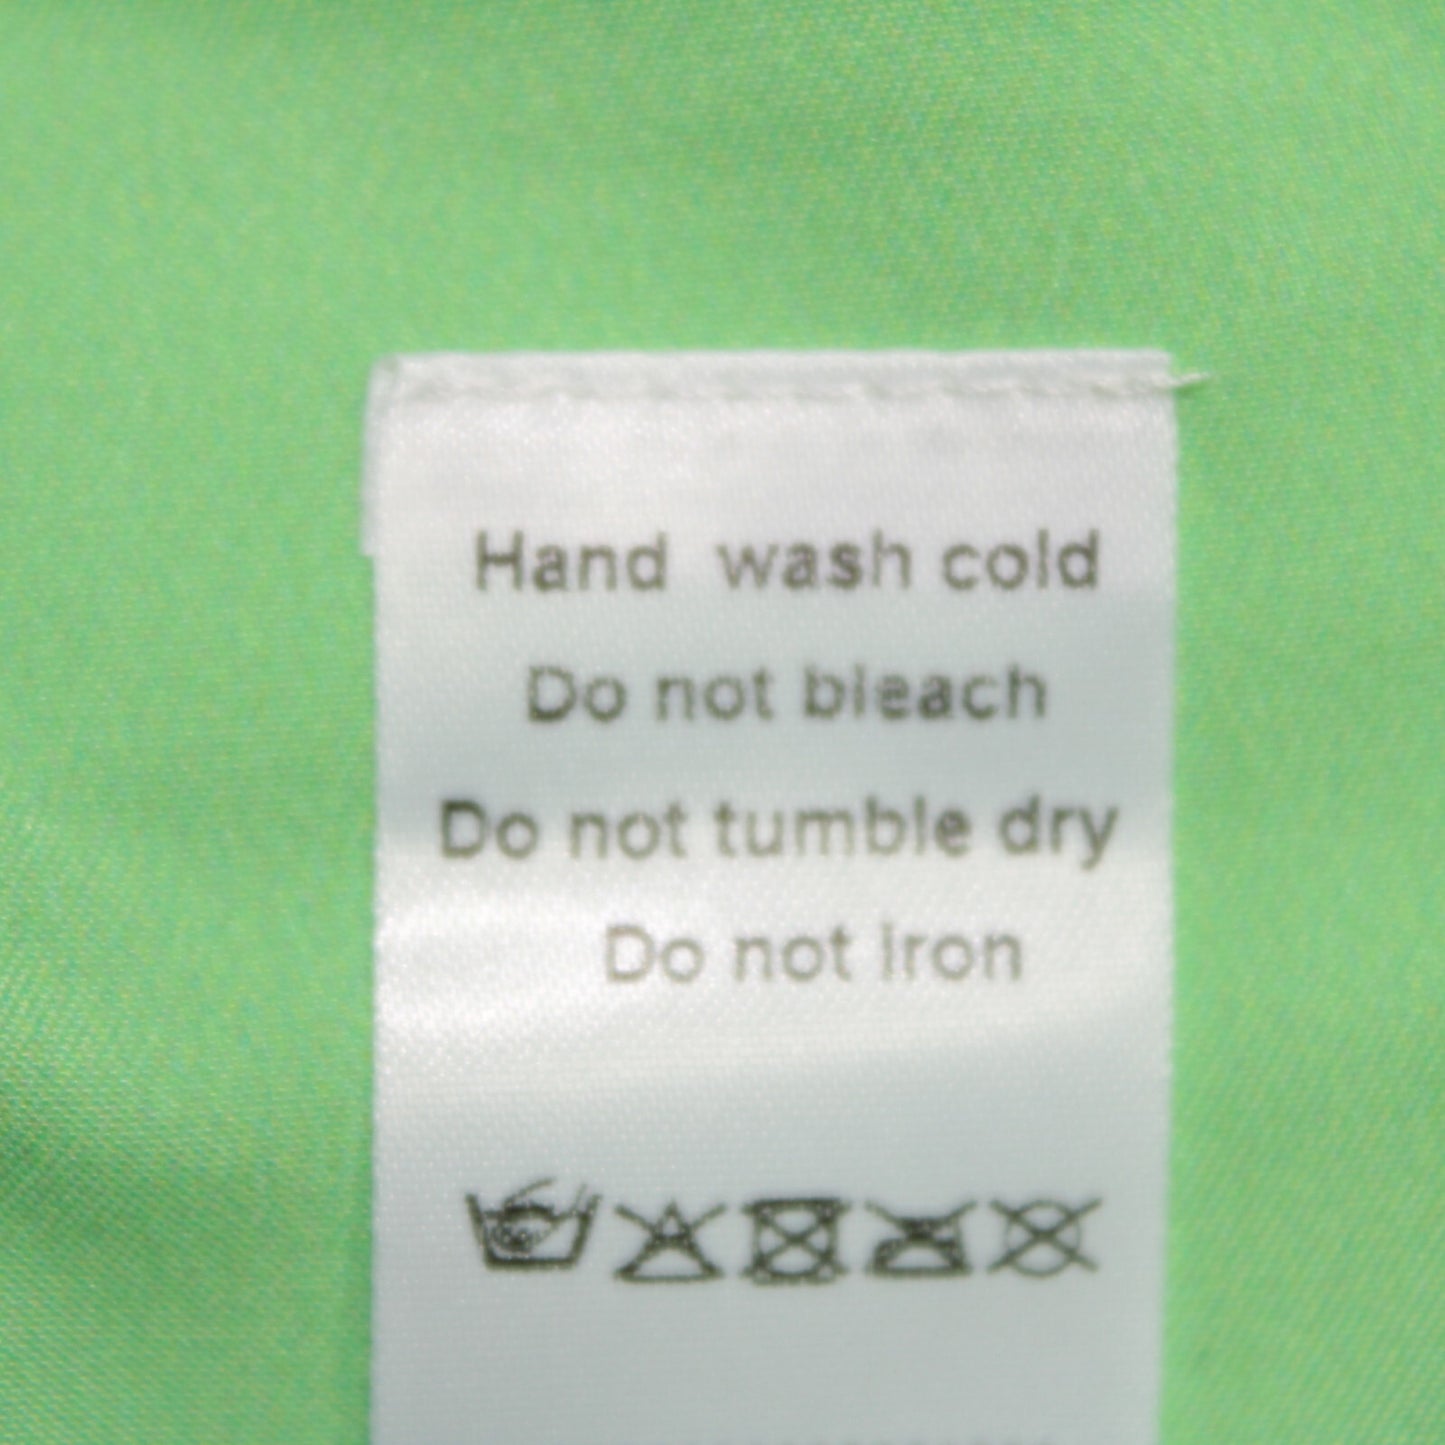 Hand wash cold
Do not bleach
Do not tumble dry
Do not iron